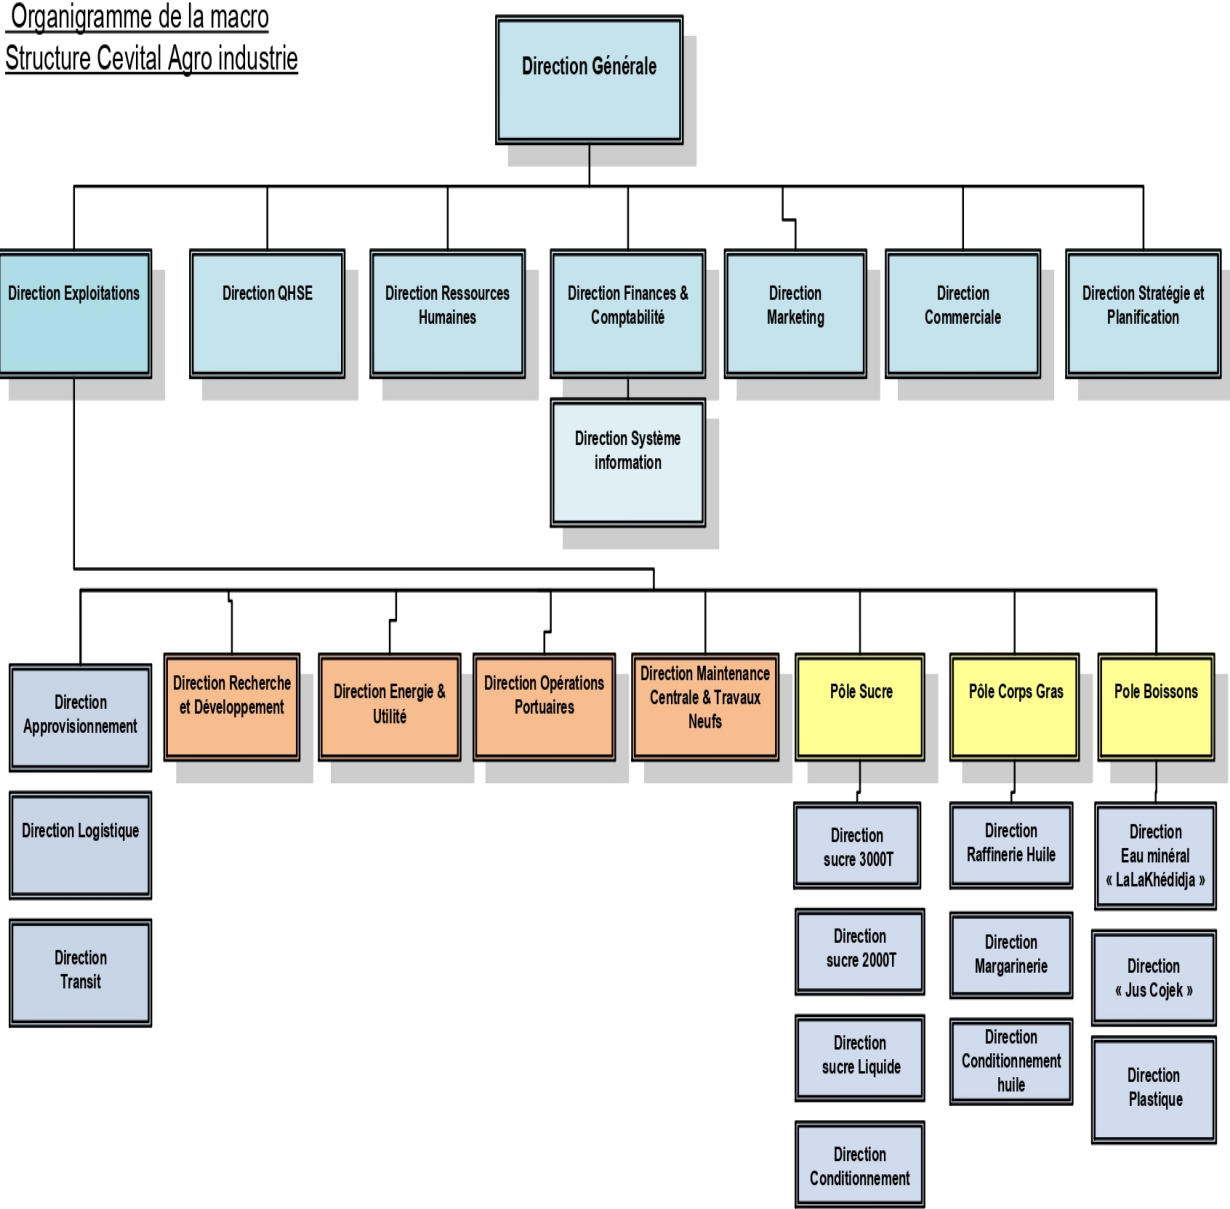 Organigramme de la macro
Structure Cevital Agro industrie
Direction Générale
Direction Exploitations
Direction QHSE
Direction Ressources
Humaines
Direction Finances &
Comptabilité
Direction
Marketing
Direction
Commerciale
Direction Stratégie et
Planification
Direction Système
information
Direction
Approvisionnement
Direction Recherche
et Développement
Direction Energie &
Utilité
Direction Opérations
Portuaires
Direction Maintenance
Centrale & Travaux
Neufs
Pôle Sucre
Pôle Corps Gras
Pole Boissons
Direction Logistique
Direction
Transit
Direction
sucre 3000T
Direction
sucre 2000T
Direction
sucre Liquide
Direction
Conditionnement
Direction
Raffinerie Huile
Direction
Margarinerie
Direction
Conditionnement
huile
Direction
Eau minéral
« LaLaKhédidja »
Direction
« Jus Cojek »
Direction
Plastique